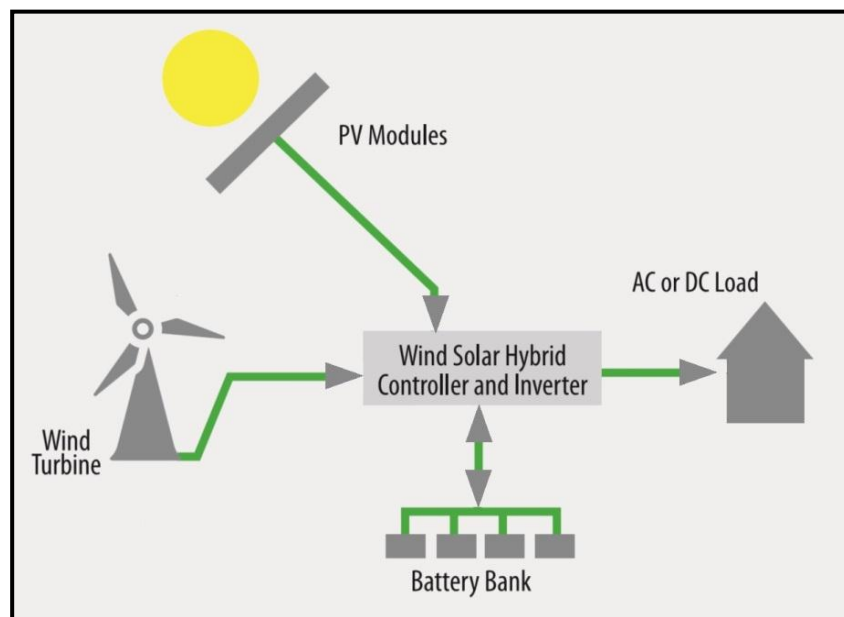 PV Modules
AC or DC Load
Wind Solar Hybrid
Controller and Inverter
Wind
Turbine
Battery Bank